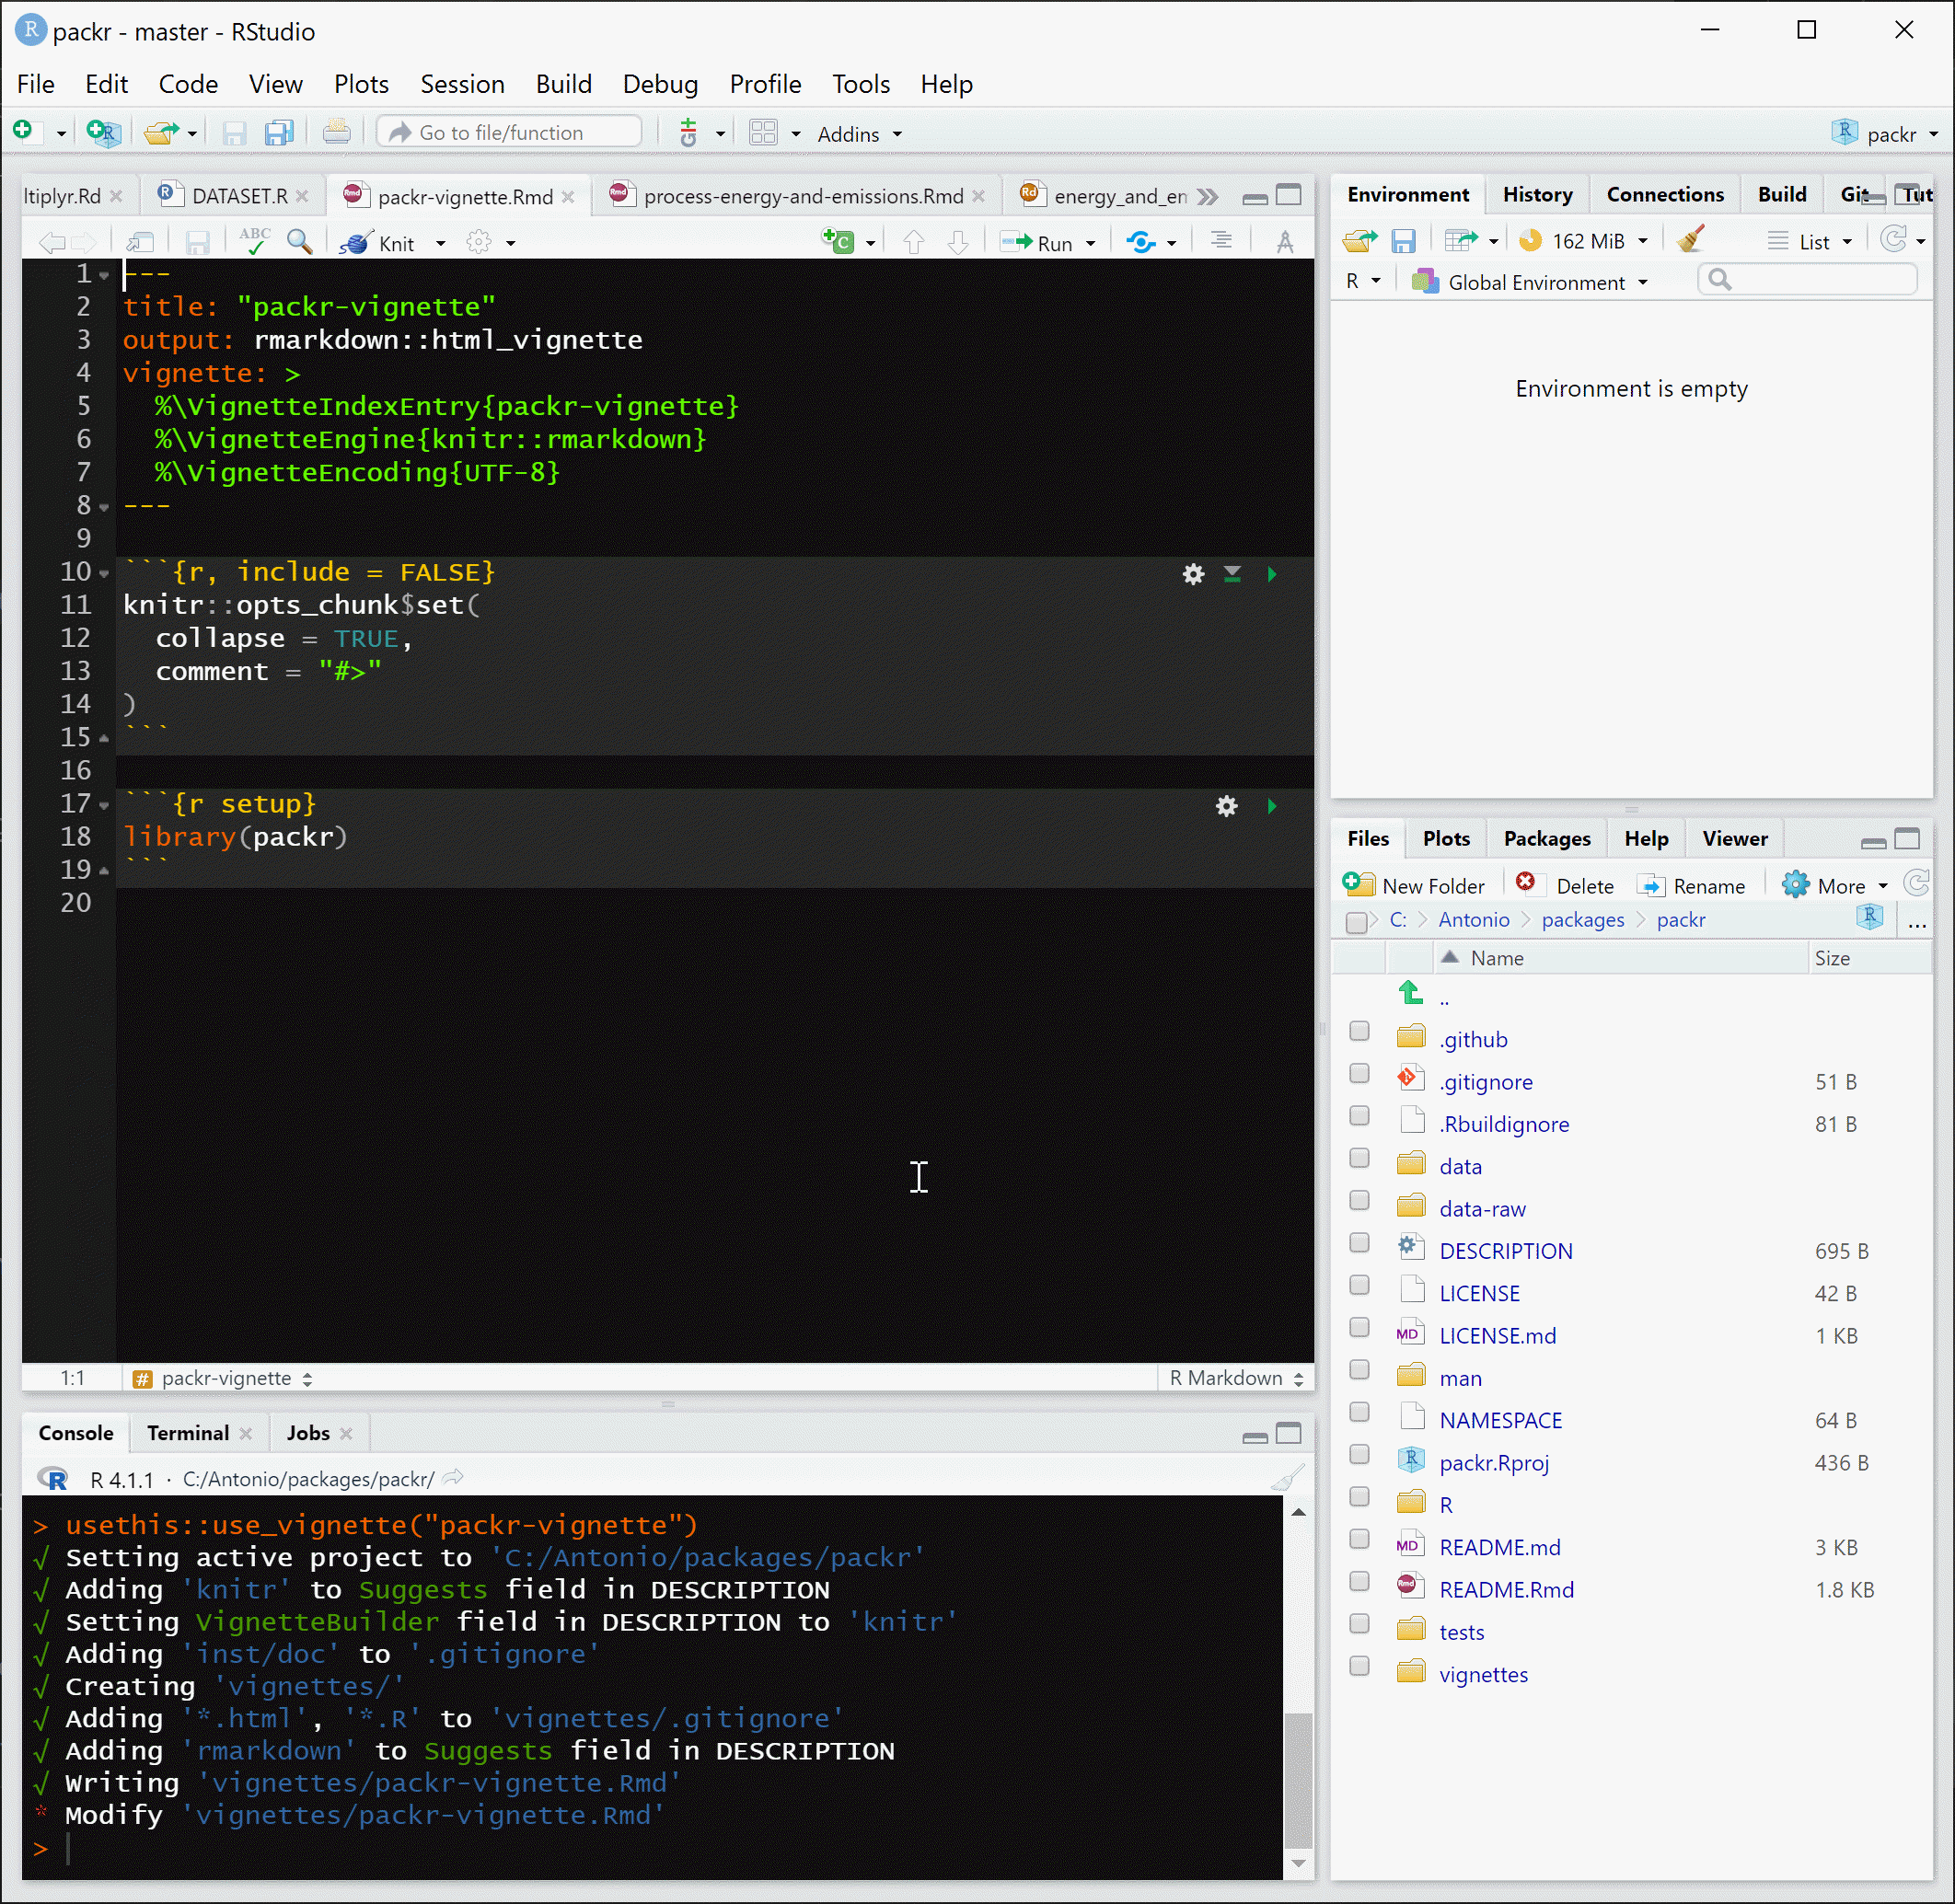 packr - master - RStudio
File Edit Code View Plots Session Build Debug Profile Tools Help
Go to file/function Addins packr
ltiplyr.Rd DATASET.R packr-vignette.Rmd process-energy-and-emissions.Rmd energy_and_en
ABC Knit Run
1 ---
2 title: "packr-vignette"
3 output: rmarkdown::html_vignette
4 vignette: >
5 %\VignetteIndexEntry{packr-vignette}
6 %\VignetteEngine{knitr::rmarkdown}
7 %\VignetteEncoding{UTF-8}
8 ---
9
10 ```{r, include = FALSE}
11 knitr::opts_chunk$set(
12 collapse = TRUE,
13 comment = "#>"
14 )
15 ```
16
17 ```{r setup}
18 library(packr)
19 ```
20
1:1 # packr-vignette R Markdown
Console Terminal Jobs
R 4.1.1 · C:/Antonio/packages/packr/
> usethis::use_vignette("packr-vignette")
√ Setting active project to 'C:/Antonio/packages/packr'
√ Adding 'knitr' to Suggests field in DESCRIPTION
√ Setting VignetteBuilder field in DESCRIPTION to 'knitr'
√ Adding 'inst/doc' to '.gitignore'
√ Creating 'vignettes/'
√ Adding '*.html', '*.R' to 'vignettes/.gitignore'
√ Adding 'rmarkdown' to Suggests field in DESCRIPTION
√ Writing 'vignettes/packr-vignette.Rmd'
* Modify 'vignettes/packr-vignette.Rmd'
>
Environment History Connections Build Git Tut
162 MiB List
R Global Environment
Environment is empty
Files Plots Packages Help Viewer
New Folder Delete Rename More
C: Antonio packages packr ...
Name Size
..
.github
.gitignore 51 B
.Rbuildignore 81 B
data
data-raw
DESCRIPTION 695 B
LICENSE 42 B
MD LICENSE.md 1 KB
man
NAMESPACE 64 B
packr.Rproj 436 B
R
MD README.md 3 KB
Rmd README.Rmd 1.8 KB
tests
vignettes